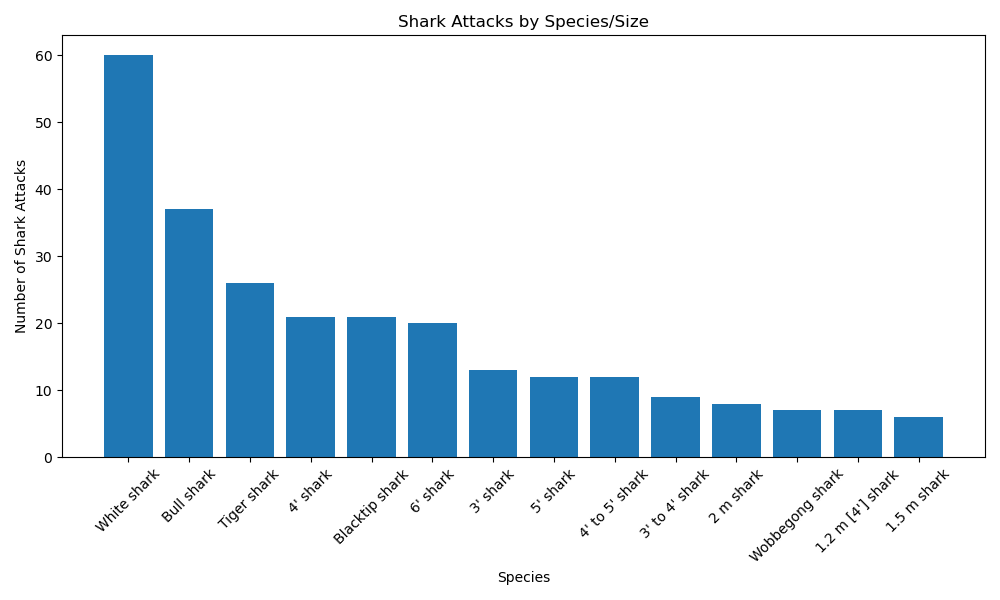 Shark Attacks by Species/Size
Number of Shark Attacks
60
50
40
30
20
10
0
White shark
Bull shark
Tiger shark
4' shark
Blacktip shark
6' shark
3' shark
5' shark
4' to 5' shark
3' to 4' shark
2 m shark
Wobbegong shark
1.2 m [4'] shark
1.5 m shark
Species